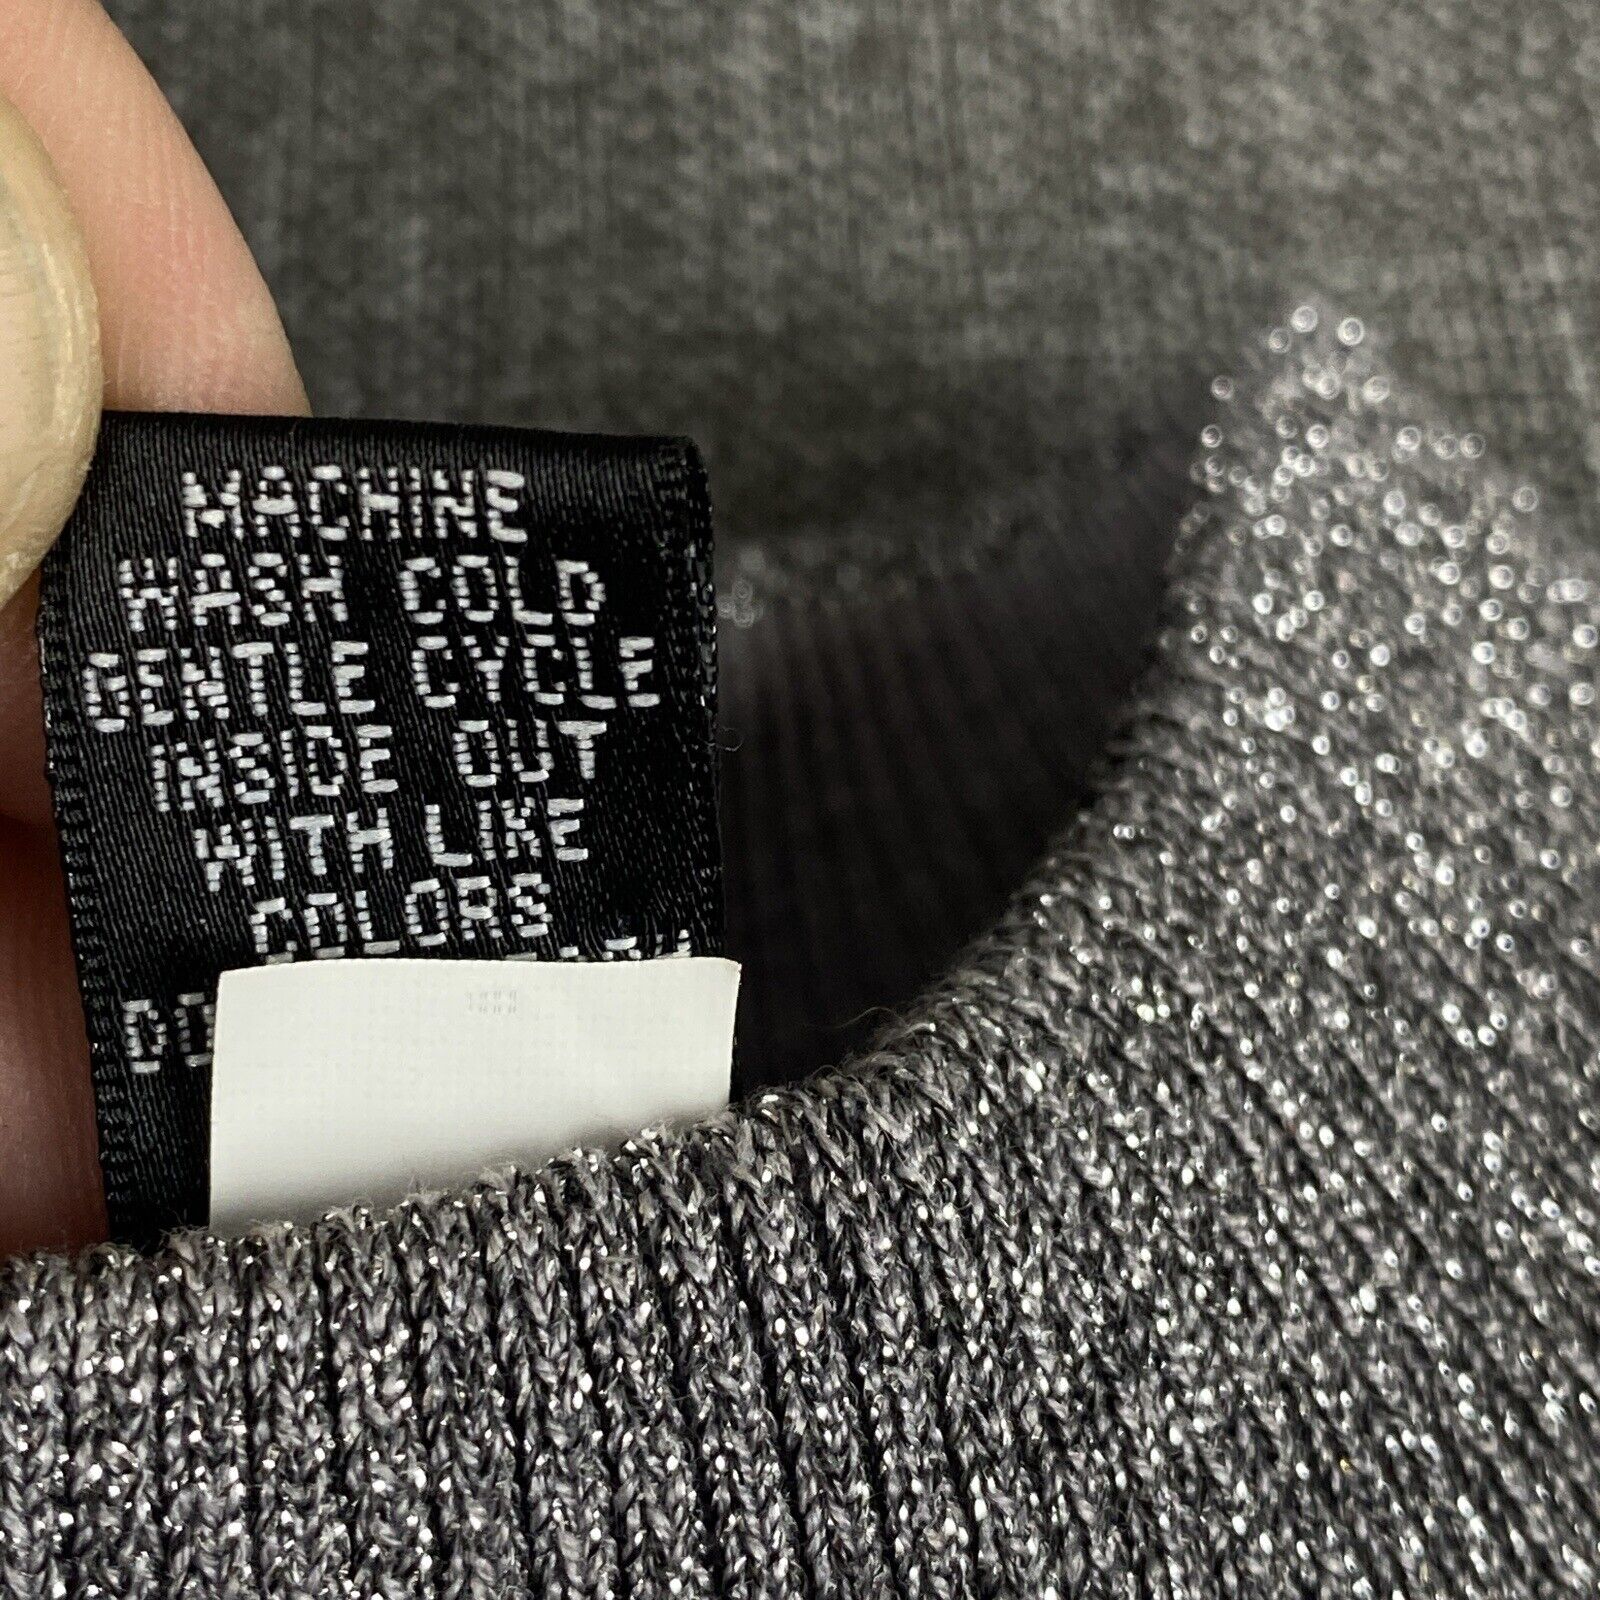 MACHINE
WASH COLD
GENTLE CYCLE
INSIDE OUT
WITH LIKE
COLORS